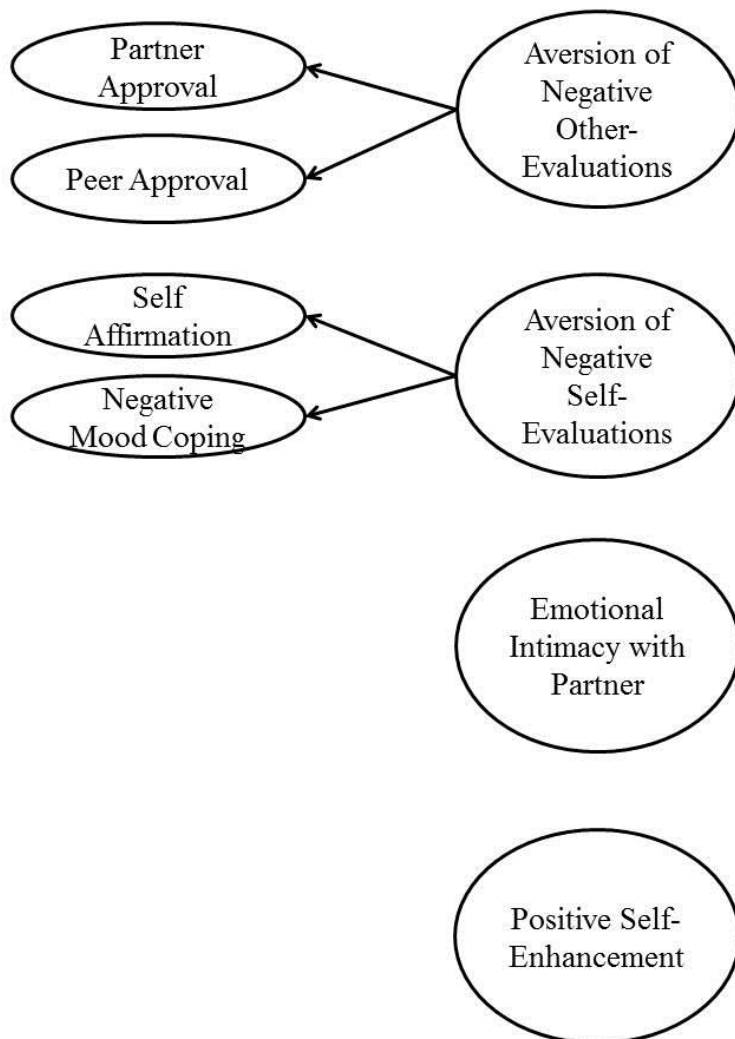 Partner
Approval
Peer Approval
Aversion of
Negative
Other-
Evaluations
Self
Affirmation
Negative
Mood Coping
Aversion of
Negative
Self-
Evaluations
Emotional
Intimacy with
Partner
Positive Self-
Enhancement